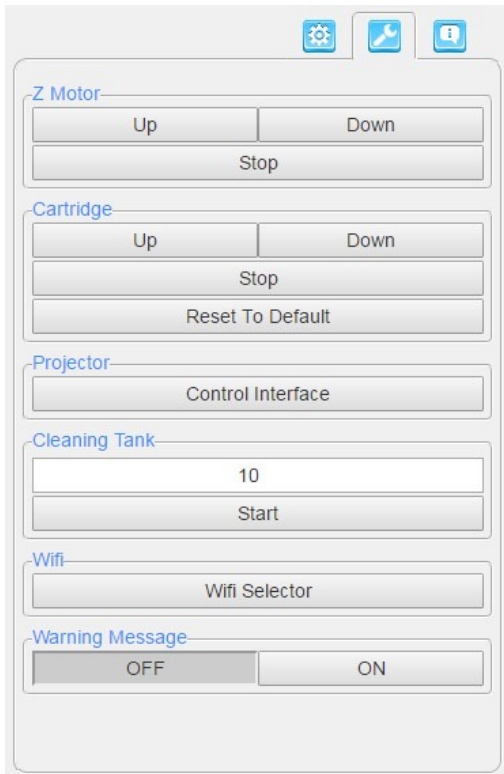 Z Motor
Up Down
Stop
Cartridge
Up Down
Stop
Reset To Default
Projector
Control Interface
Cleaning Tank
10
Start
Wifi
Wifi Selector
Warning Message
OFF ON